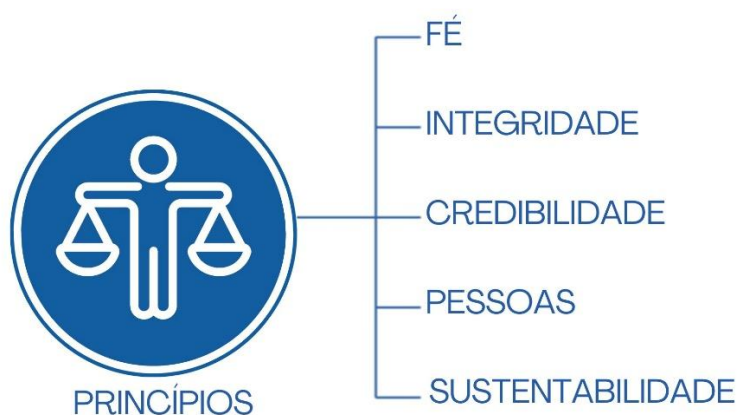 FÉ
INTEGRIDADE
CREDIBILIDADE
PESSOAS
SUSTENTABILIDADE
PRINCÍPIOS